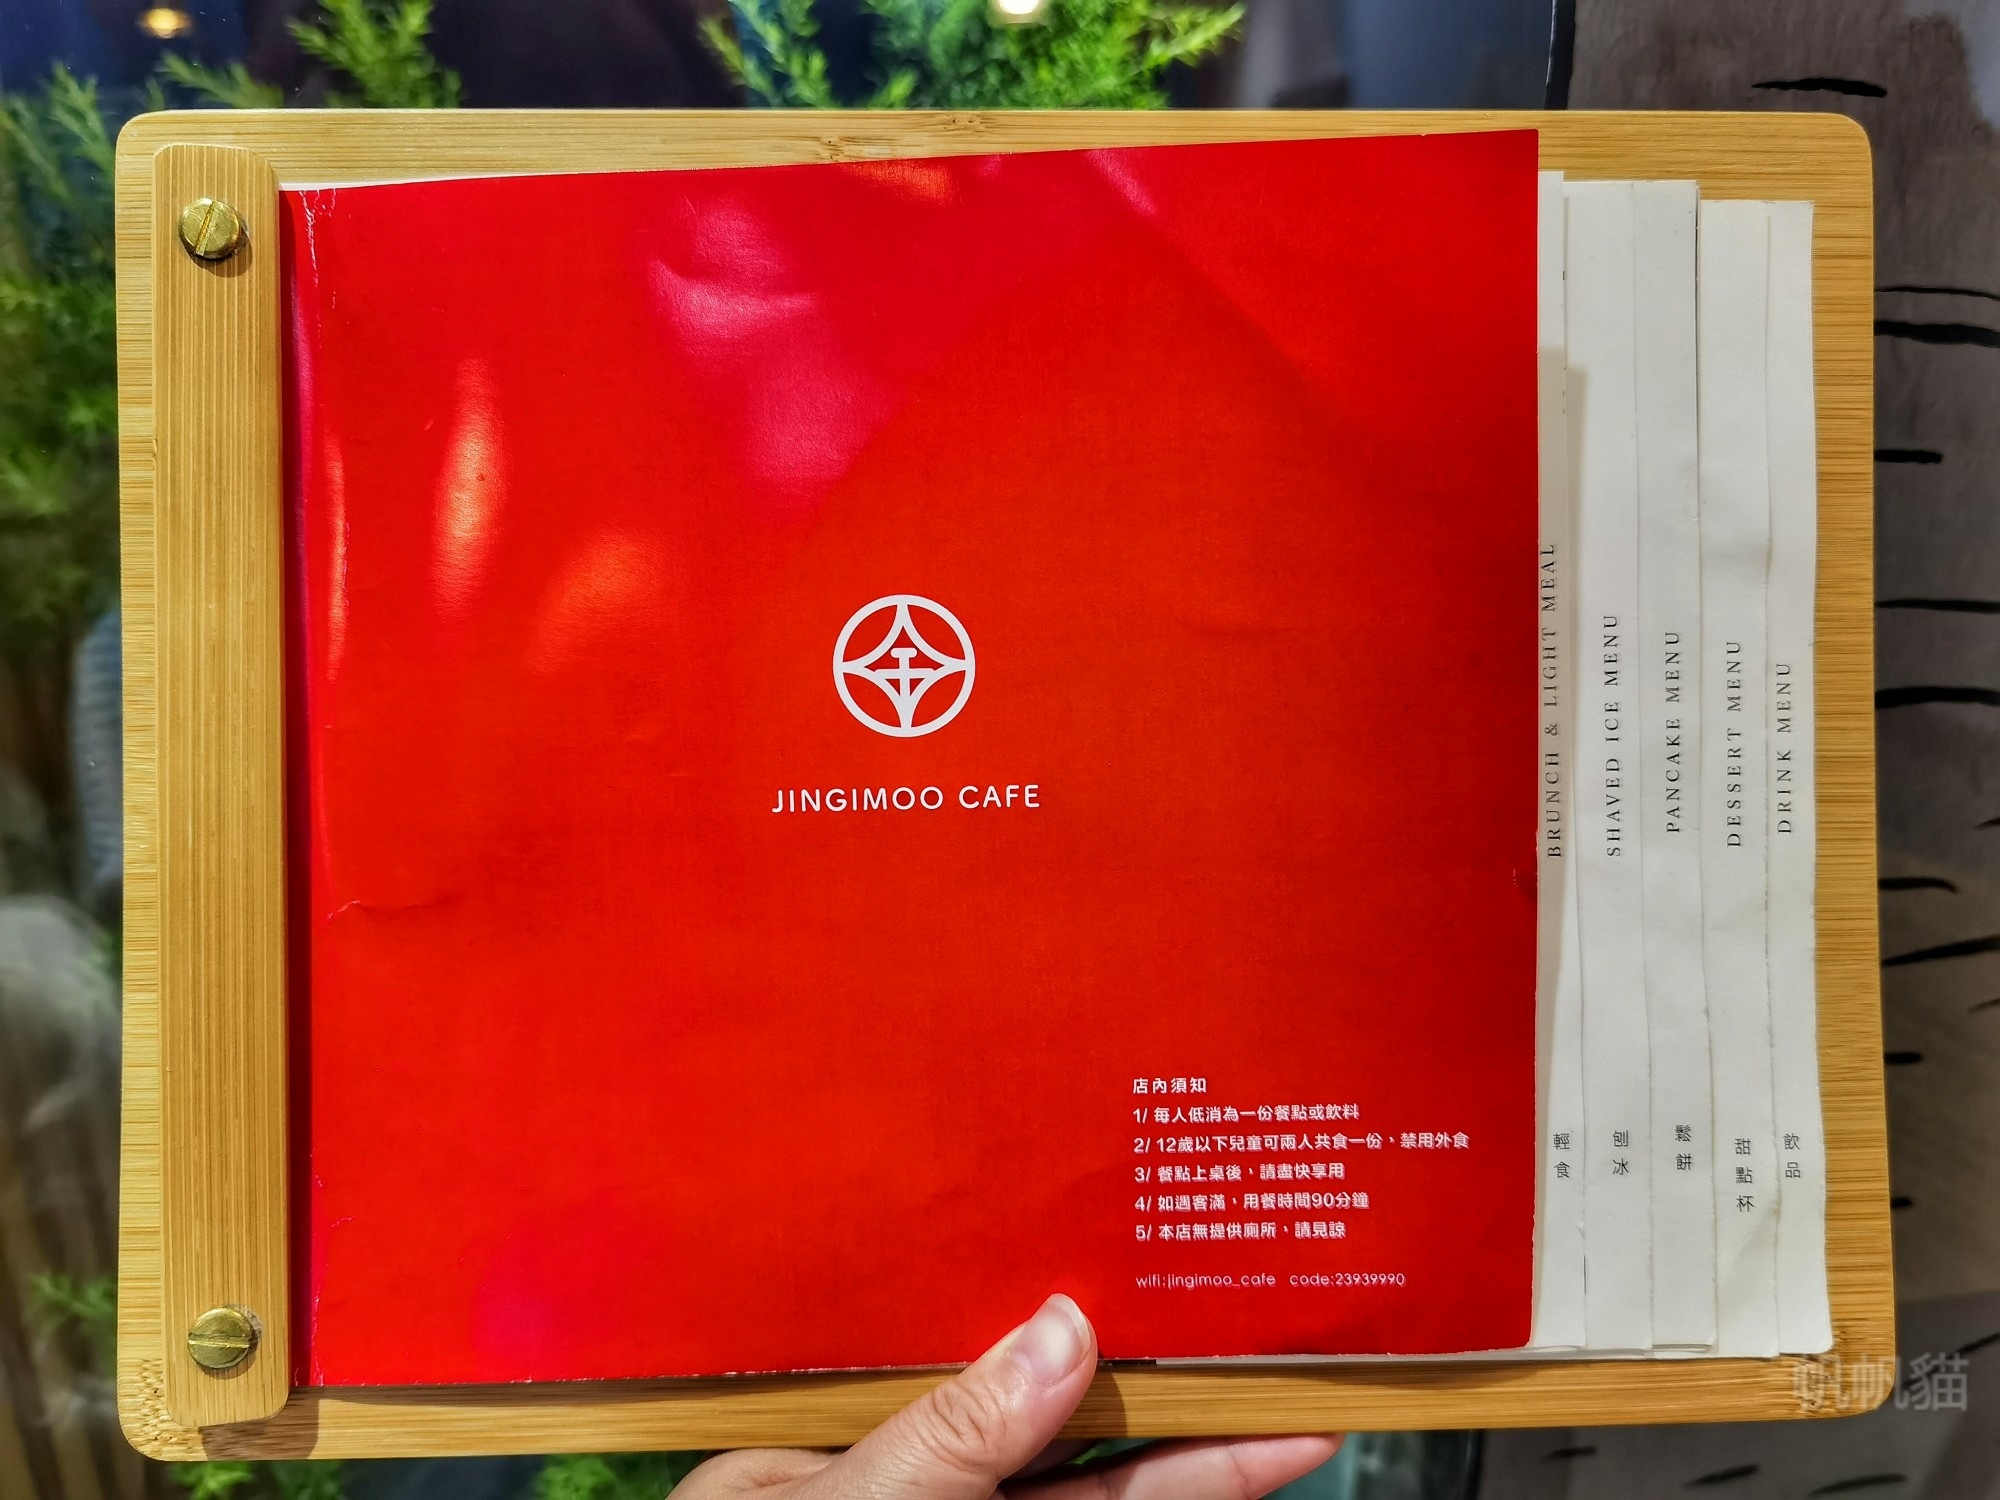 金
JINGIMOO CAFE
店內須知
1/ 每人低消為一份餐點或飲料
2/ 12歲以下兒童可兩人共食一份，禁用外食
3/ 餐點上桌後，請盡快享用
4/ 如遇客滿，用餐時間90分鐘
5/ 本店無提供廁所，請見諒
wifi:jingimoo_cafe code:23939990
BRUNCH & LIGHT MEAL
輕食
SHAVED ICE MENU
刨冰
PANCAKE MENU
鬆餅
DESSERT MENU
甜點杯
DRINK MENU
飲品
帆帆貓